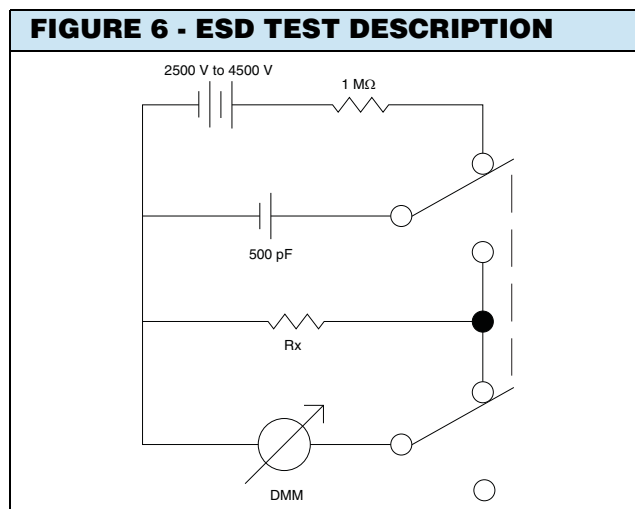 FIGURE 6 - ESD TEST DESCRIPTION
2500 V to 4500 V
1 MΩ
500 pF
Rx
DMM